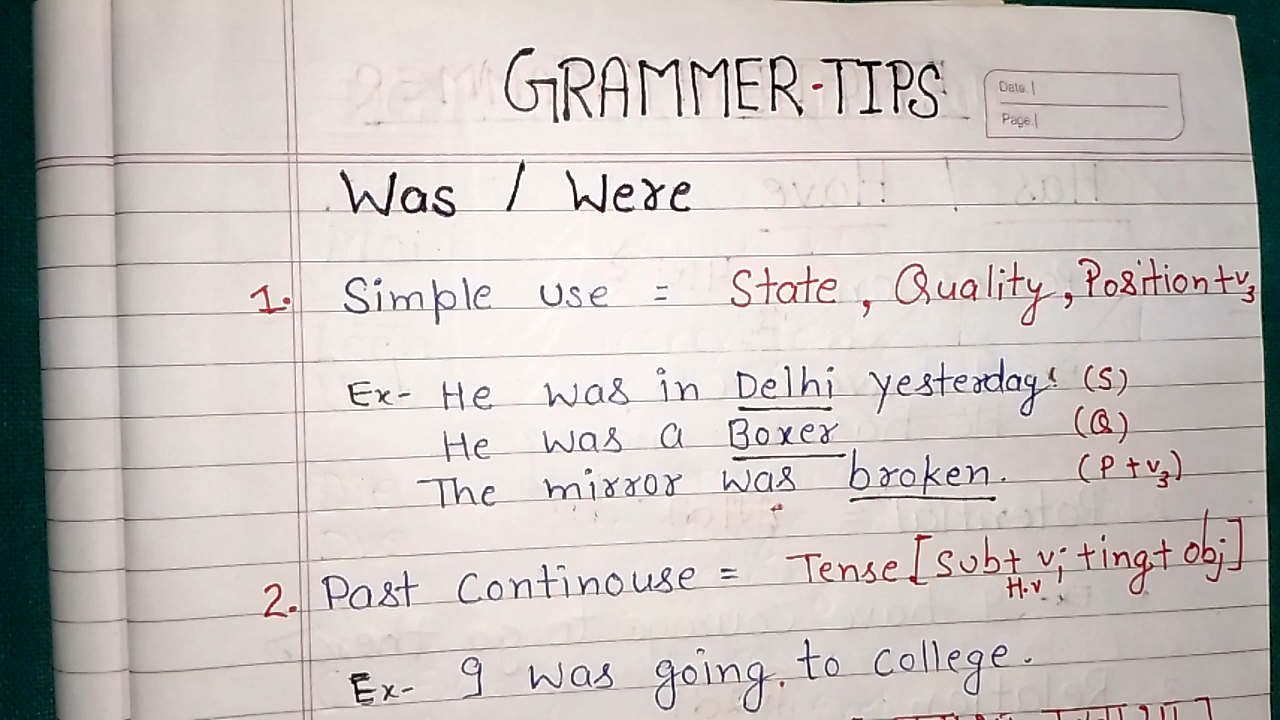 GRAMMER-TIPS
Date.
Page.
Was / Were
1. Simple use = State, Quality, Position+v3
Ex- He was in Delhi yesterday. (S)
He was a Boxer (Q)
The mirror was broken. (P+v3)
2. Past Continouse = Tense [sub+ v1 +ing+ obj]
H.v
Ex- I was going to college.